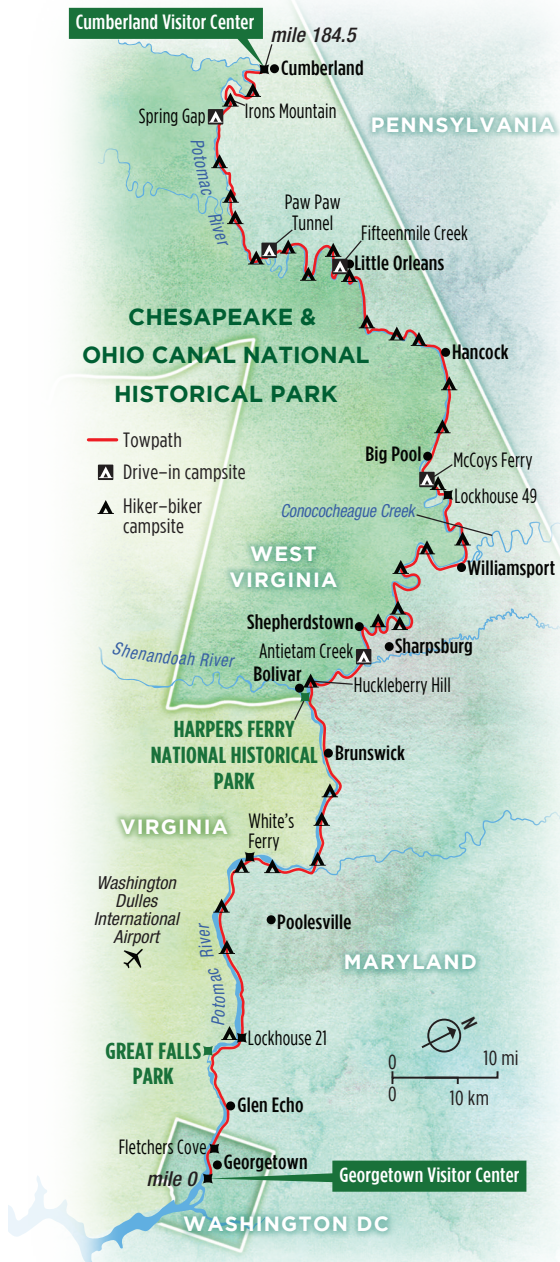 Cumberland Visitor Center
mile 184.5
Cumberland
Irons Mountain
Spring Gap
PENNSYLVANIA
Potomac
River
Paw Paw
Tunnel
Fifteenmile Creek
Little Orleans
CHESAPEAKE &
OHIO CANAL NATIONAL
HISTORICAL PARK
Hancock
Towpath
Drive–in campsite
Hiker–biker
campsite
Big Pool
McCoys Ferry
Lockhouse 49
Conococheague Creek
WEST
VIRGINIA
Williamsport
Shepherdstown
Sharpsburg
Antietam Creek
Shenandoah River
Bolivar
Huckleberry Hill
HARPERS FERRY
NATIONAL HISTORICAL
PARK
Brunswick
VIRGINIA
White's
Ferry
Washington
Dulles
International
Airport
Poolesville
Potomac River
MARYLAND
N
Lockhouse 21
GREAT FALLS
PARK
0 10 mi
0 10 km
Glen Echo
Fletchers Cove
Georgetown
mile 0
Georgetown Visitor Center
WASHINGTON DC